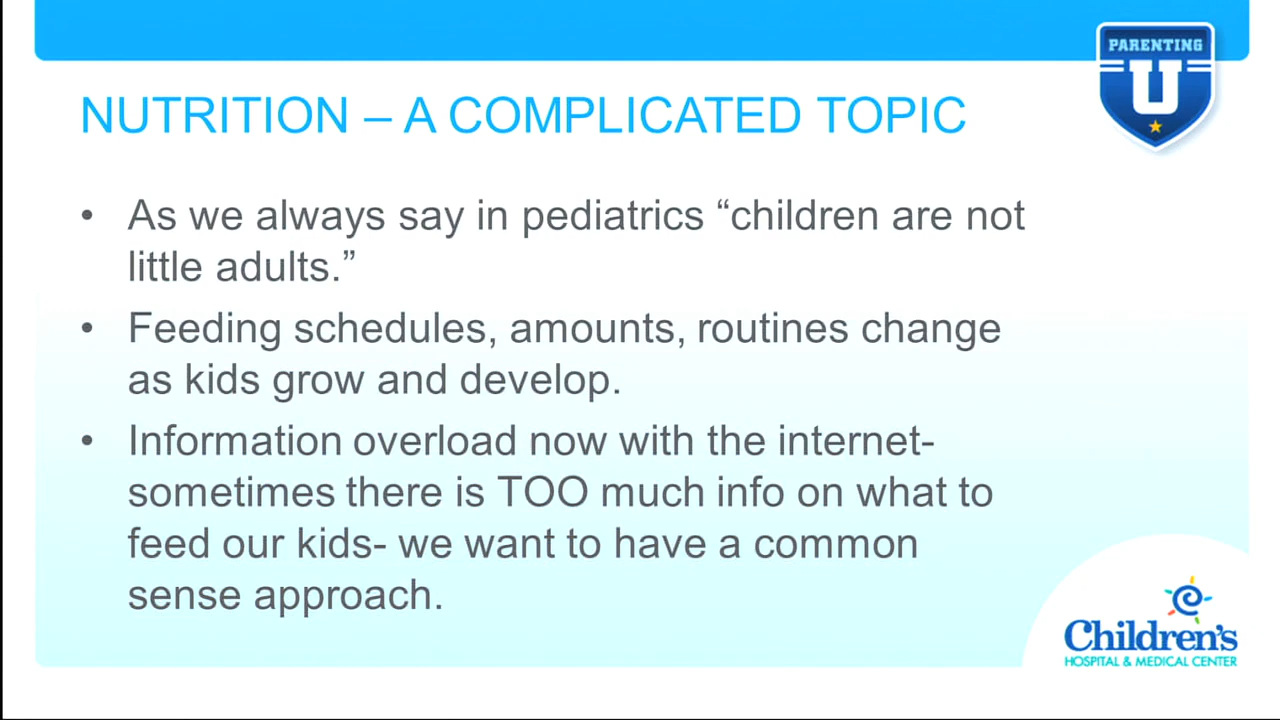 PARENTING
U
NUTRITION – A COMPLICATED TOPIC
• As we always say in pediatrics “children are not
little adults.”
• Feeding schedules, amounts, routines change
as kids grow and develop.
• Information overload now with the internet-
sometimes there is TOO much info on what to
feed our kids- we want to have a common
sense approach.
Children's
HOSPITAL & MEDICAL CENTER